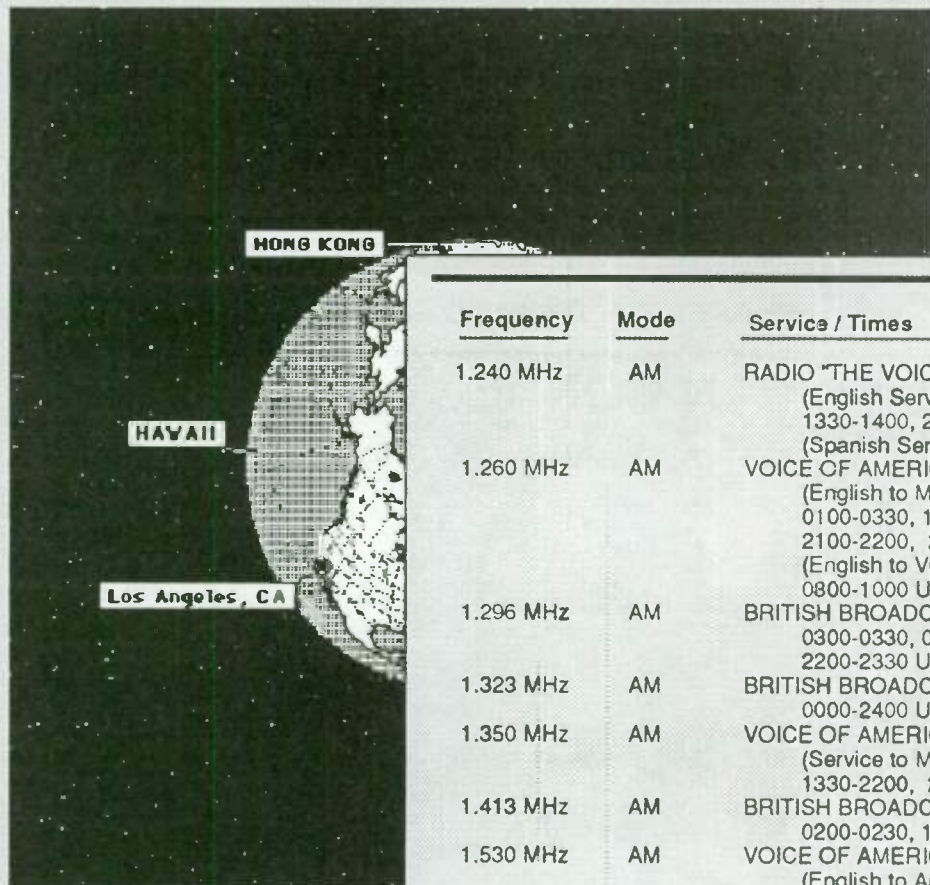 HONG KONG
HAWAII
Los Angeles, CA
Frequency Mode Service / Times
1.240 MHz AM RADIO "THE VOIC
(English Serv
1330-1400, 2
(Spanish Ser
1.260 MHz AM VOICE OF AMERI
(English to M
0100-0330, 1
2100-2200,
(English to V
0800-1000 U
1.296 MHz AM BRITISH BROADC
0300-0330, 0
2200-2330 U
1.323 MHz AM BRITISH BROADC
0000-2400 U
1.350 MHz AM VOICE OF AMERI
(Service to M
1330-2200, 2
1.413 MHz AM BRITISH BROADC
0200-0230, 1
1.530 MHz AM VOICE OF AMERI
(English to A